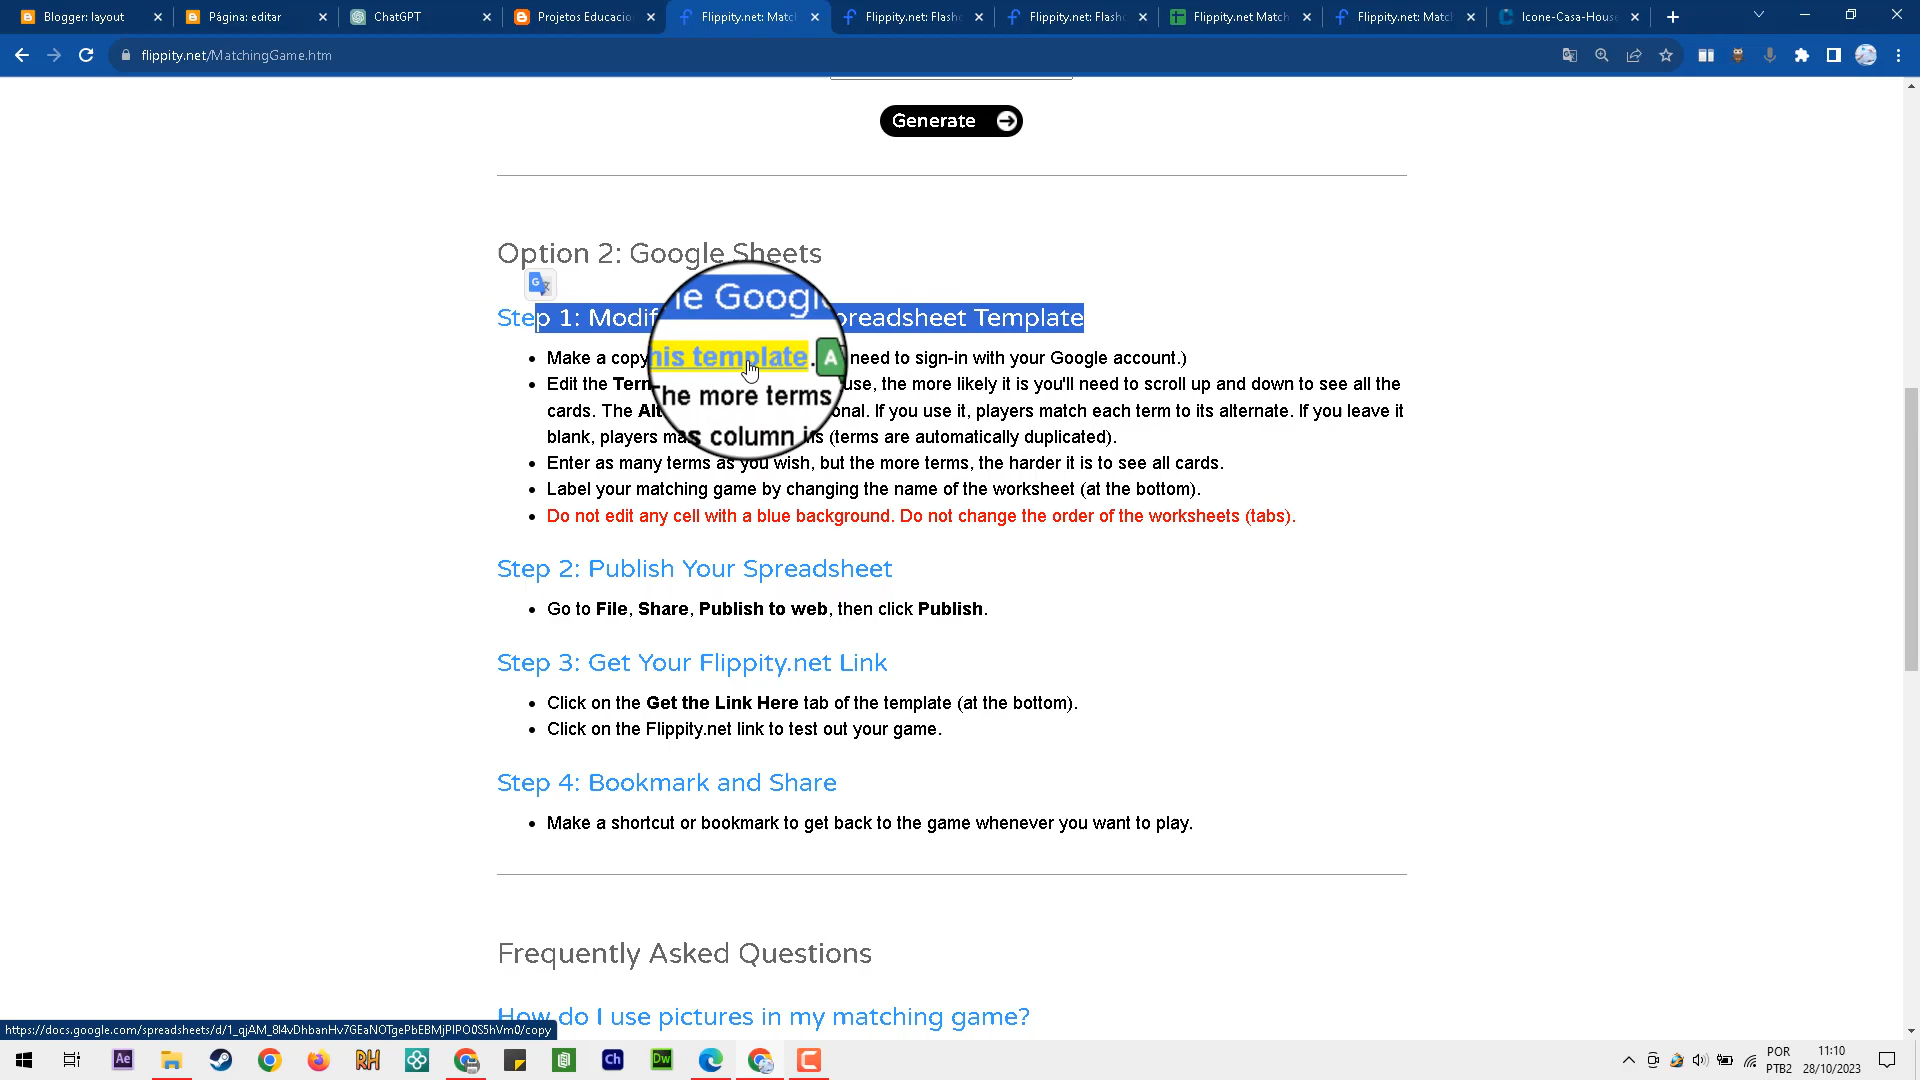 Blogger: layout
Página: editar
ChatGPT
Projetos Educacio
Flippity.net: Matc
Flippity.net: Flashc
Flippity.net: Flashc
Flippity.net Match
Flippity.net: Matc
Icone-Casa-House
flippity.net/MatchingGame.htm
Generate
Option 2: Google Sheets
Step 1: Modif preadsheet Template
ne Google
Make a copy his template. need to sign-in with your Google account.)
Edit the Term The more terms use, the more likely it is you'll need to scroll up and down to see all the
cards. The Alt onal. If you use it, players match each term to its alternate. If you leave it
blank, players ma s column is (terms are automatically duplicated).
Enter as many terms as you wish, but the more terms, the harder it is to see all cards.
Label your matching game by changing the name of the worksheet (at the bottom).
Do not edit any cell with a blue background. Do not change the order of the worksheets (tabs).
Step 2: Publish Your Spreadsheet
Go to File, Share, Publish to web, then click Publish.
Step 3: Get Your Flippity.net Link
Click on the Get the Link Here tab of the template (at the bottom).
Click on the Flippity.net link to test out your game.
Step 4: Bookmark and Share
Make a shortcut or bookmark to get back to the game whenever you want to play.
Frequently Asked Questions
How do I use pictures in my matching game?
https://docs.google.com/spreadsheets/d/1_qjAM_8l4vDhbanHv7GEaNOTgePbEBMjPIPO0S5hVm0/copy
Ae
RH
Ch
Dw
POR
PTB2
11:10
28/10/2023